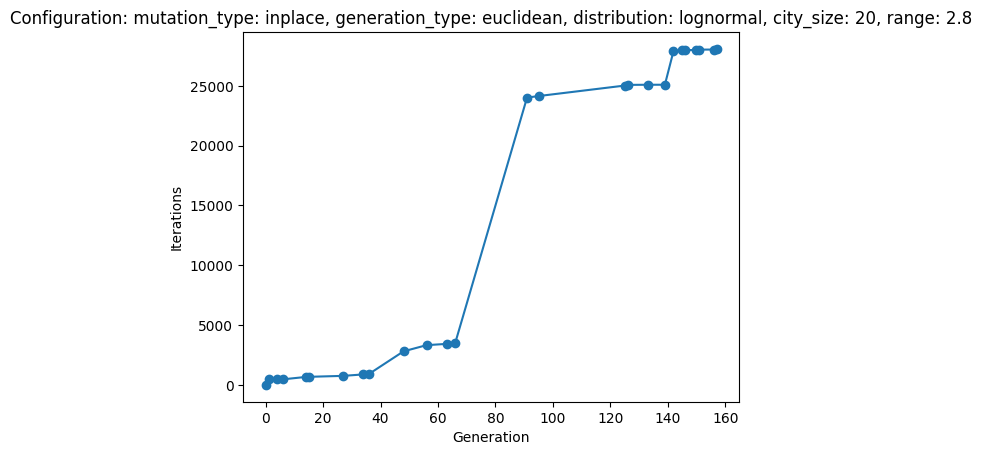 Configuration: mutation_type: inplace, generation_type: euclidean, distribution: lognormal, city_size: 20, range: 2.8
25000
20000
15000
10000
5000
0
Iterations
0 20 40 60 80 100 120 140 160
Generation